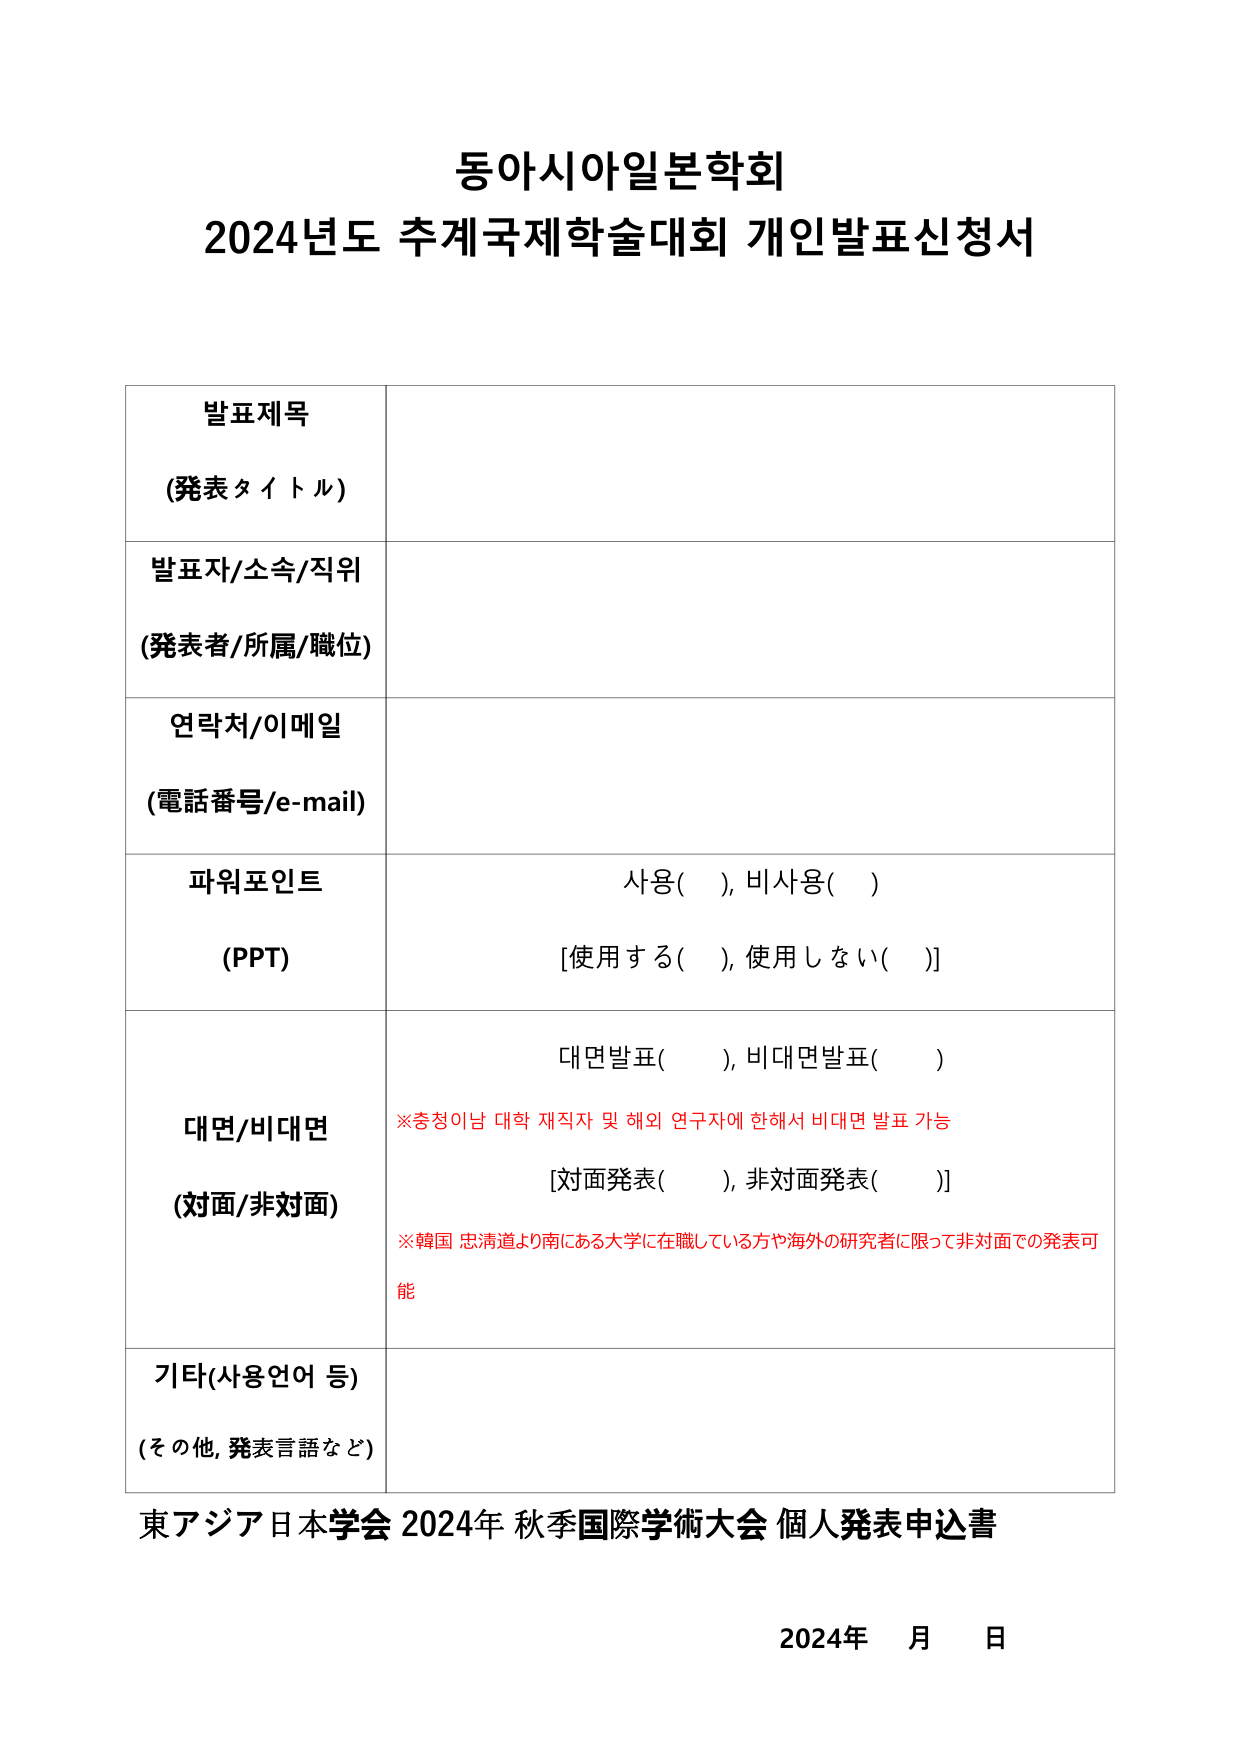 동아시아일본학회
2024년도 추계국제학술대회 개인발표신청서
발표제목
(発表タイトル)
발표자/소속/직위
(発表者/所属/職位)
연락처/이메일
(電話番号/e-mail)
파워포인트
(PPT)
사용(   ), 비사용(   )
[使用する(   ), 使用しない(   )]
대면/비대면
(対面/非対面)
대면발표(     ), 비대면발표(     )
※충청이남 대학 재직자 및 해외 연구자에 한해서 비대면 발표 가능
[対面発表(     ), 非対面発表(     )]
※韓国 忠清道より南にある大学に在職している方や海外の研究者に限って非対面での発表可
能
기타(사용언어 등)
(その他, 発表言語など)
東アジア日本学会 2024年 秋季国際学術大会 個人発表申込書
2024年   月    日